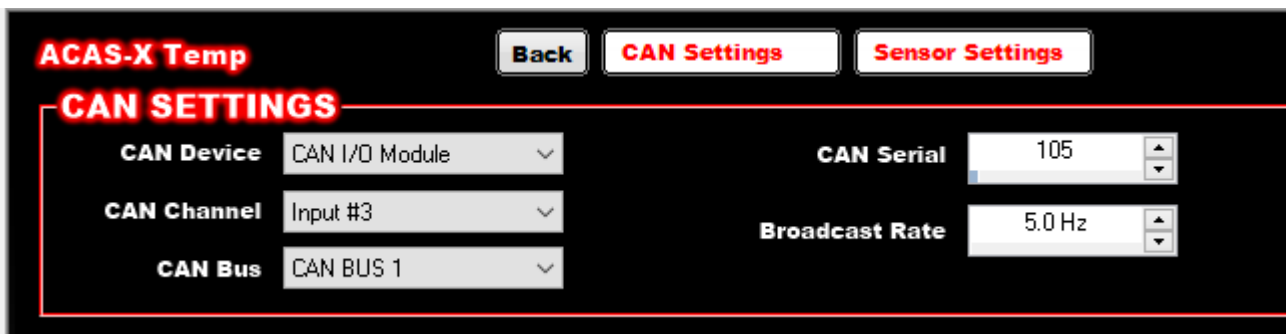 ACAS-X Temp Back CAN Settings Sensor Settings
CAN SETTINGS
CAN Device CAN I/O Module CAN Serial 105
CAN Channel Input #3 Broadcast Rate 5.0 Hz
CAN Bus CAN BUS 1